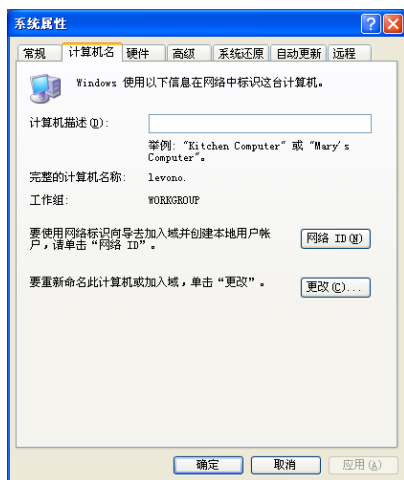 系统属性
常规 计算机名 硬件 高级 系统还原 自动更新 远程
Windows 使用以下信息在网络中标识这台计算机。
计算机描述(D):
举例: "Kitchen Computer" 或 "Mary's
Computer"。
完整的计算机名称: levono.
工作组: WORKGROUP
要使用网络标识向导去加入域并创建本地用户帐
户，请单击“网络 ID”。
网络 ID(N)
要重新命名此计算机或加入域，单击“更改”。
更改(C)...
确定 取消 应用(A)